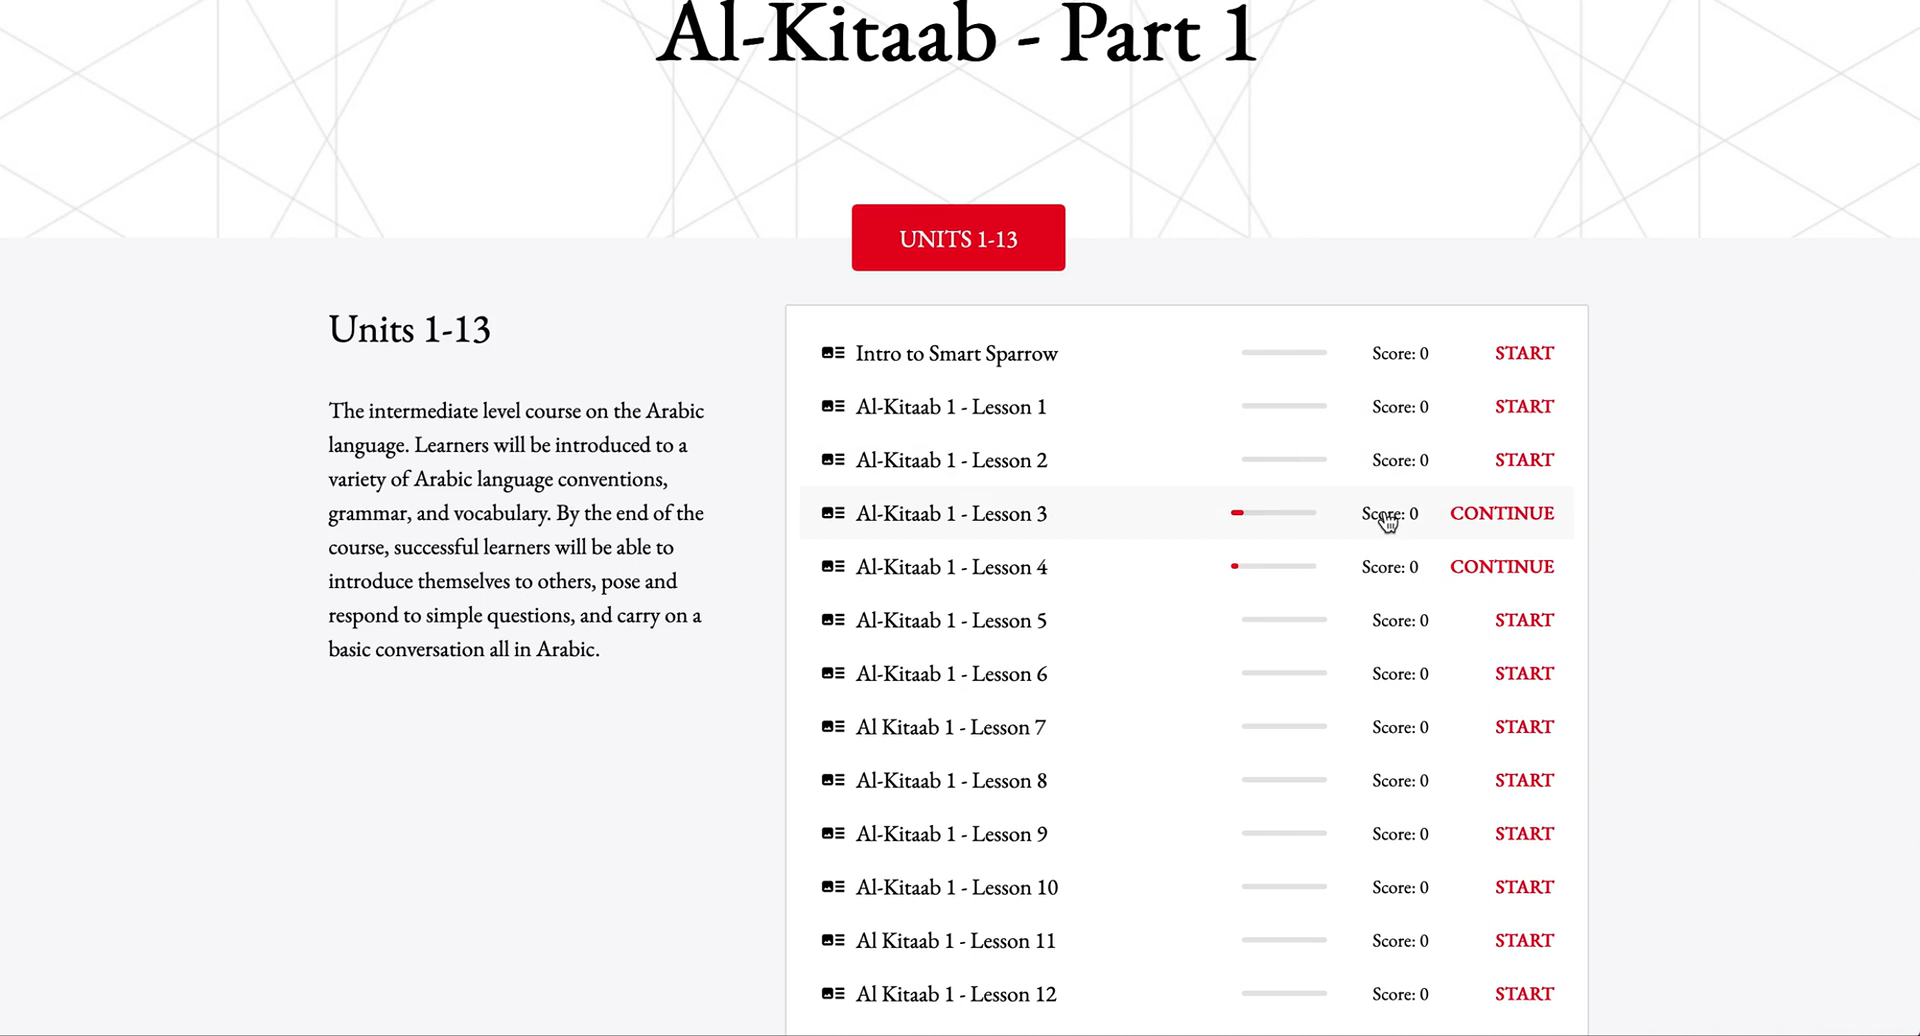 Al-Kitaab - Part 1
UNITS 1-13
Units 1-13
The intermediate level course on the Arabic
language. Learners will be introduced to a
variety of Arabic language conventions,
grammar, and vocabulary. By the end of the
course, successful learners will be able to
introduce themselves to others, pose and
respond to simple questions, and carry on a
basic conversation all in Arabic.
Intro to Smart Sparrow Score: 0 START
Al-Kitaab 1 - Lesson 1 Score: 0 START
Al-Kitaab 1 - Lesson 2 Score: 0 START
Al-Kitaab 1 - Lesson 3 Score: 0 CONTINUE
Al-Kitaab 1 - Lesson 4 Score: 0 CONTINUE
Al-Kitaab 1 - Lesson 5 Score: 0 START
Al-Kitaab 1 - Lesson 6 Score: 0 START
Al Kitaab 1 - Lesson 7 Score: 0 START
Al-Kitaab 1 - Lesson 8 Score: 0 START
Al-Kitaab 1 - Lesson 9 Score: 0 START
Al-Kitaab 1 - Lesson 10 Score: 0 START
Al Kitaab 1 - Lesson 11 Score: 0 START
Al Kitaab 1 - Lesson 12 Score: 0 START